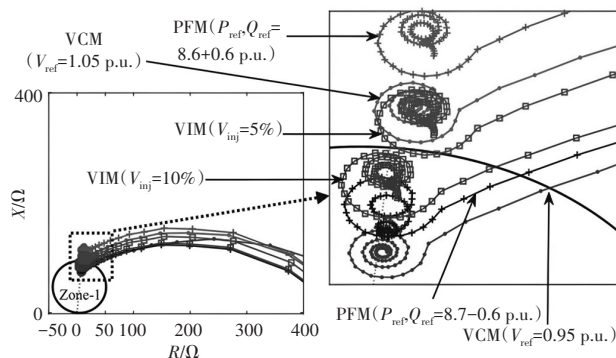 VCM
(Vref=1.05 p.u.)
PFM(Pref,Qref=
8.6+0.6 p.u.)
VIM(Vinj=5%)
VIM(Vinj=10%)
400
X/Ω
0
Zone-1
-50 0 50 100 200 300 400
R/Ω
PFM(Pref,Qref=8.7-0.6 p.u.)
VCM(Vref=0.95 p.u.)